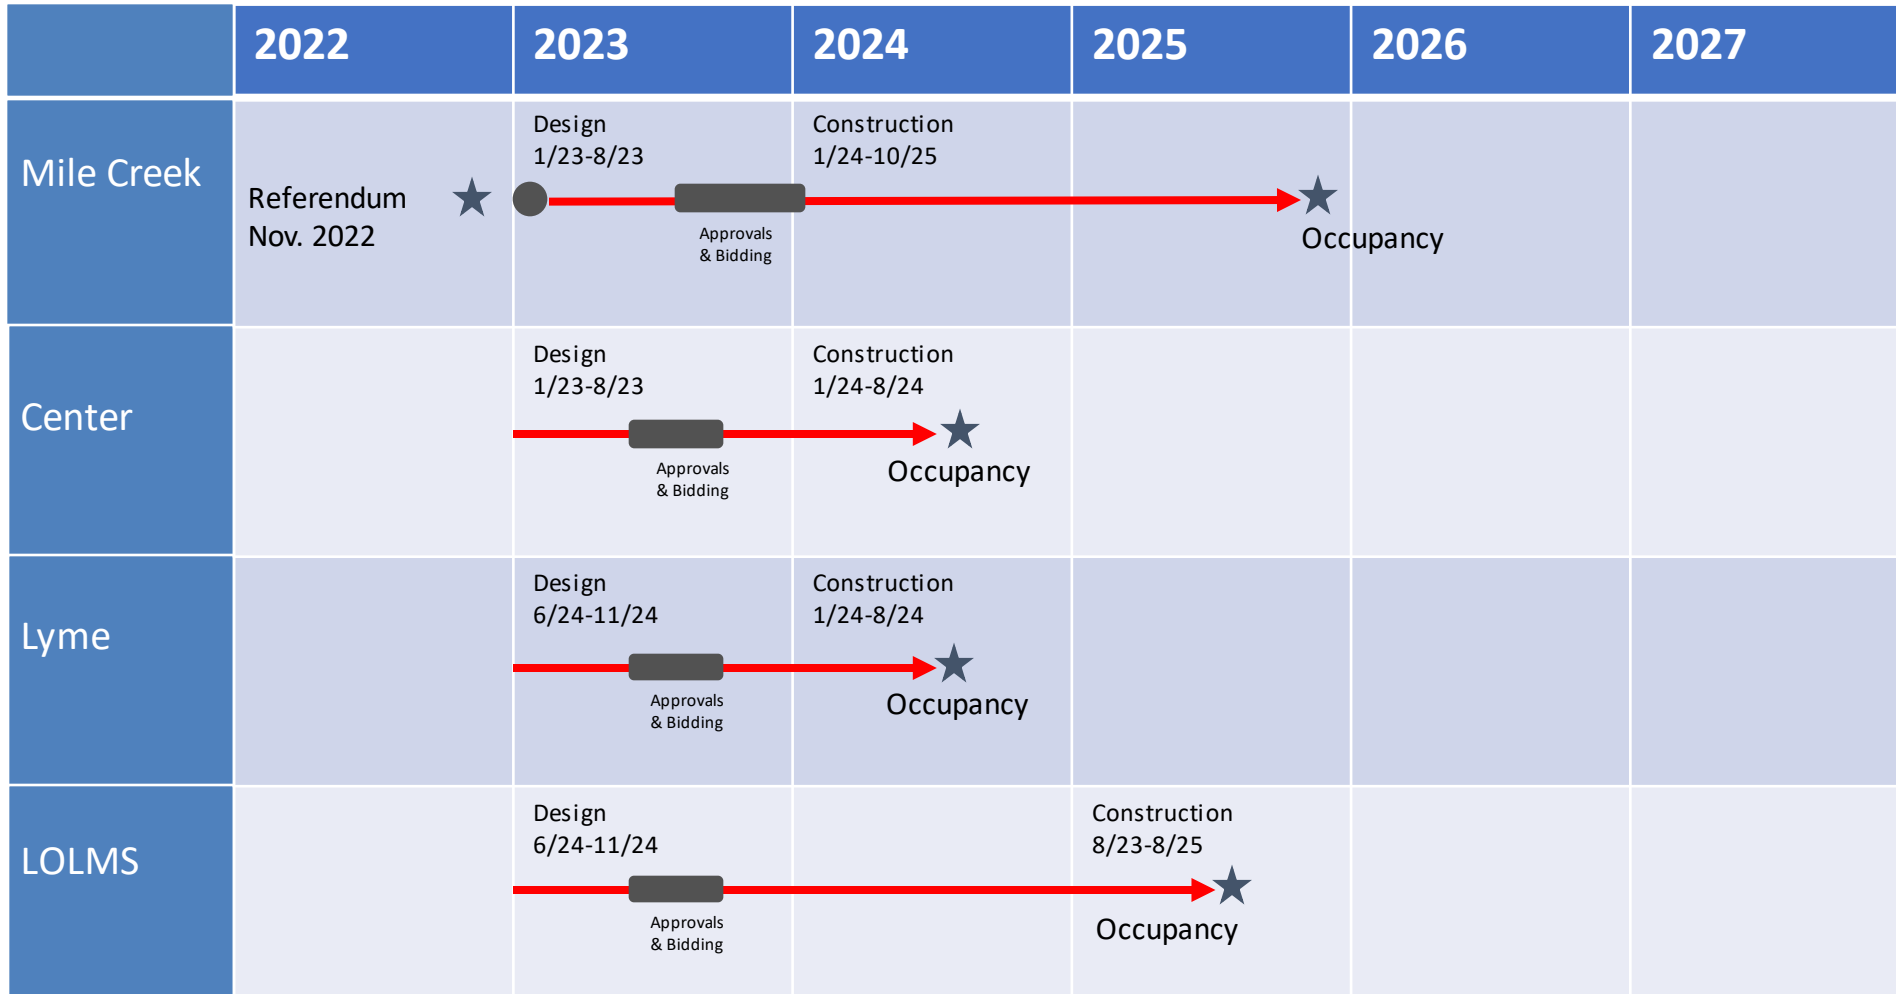 2022 2023 2024 2025 2026 2027
Mile Creek
Referendum
Nov. 2022
Design
1/23-8/23
Approvals
& Bidding
Construction
1/24-10/25
Occupancy
Center
Design
1/23-8/23
Approvals
& Bidding
Construction
1/24-8/24
Occupancy
Lyme
Design
6/24-11/24
Approvals
& Bidding
Construction
1/24-8/24
Occupancy
LOLMS
Design
6/24-11/24
Approvals
& Bidding
Construction
8/23-8/25
Occupancy